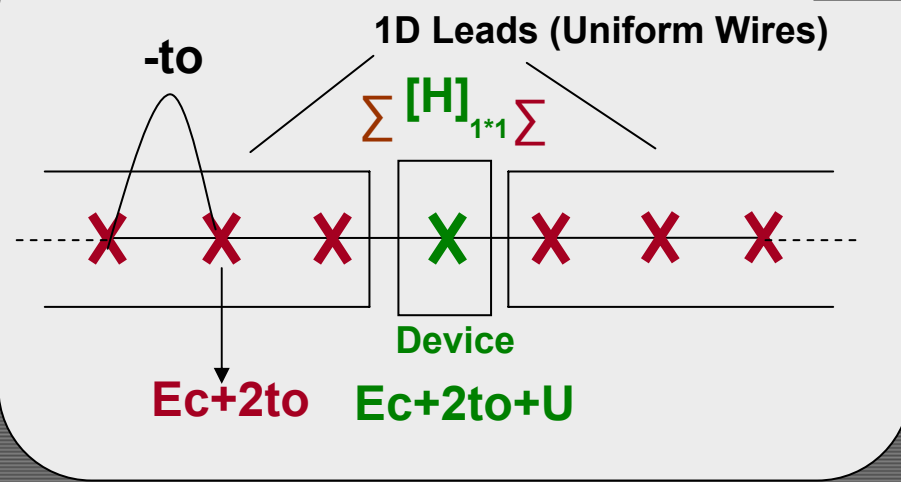 1D Leads (Uniform Wires)
-to
∑ [H]1*1 ∑
X X X X X X X
Device
Ec+2to Ec+2to+U